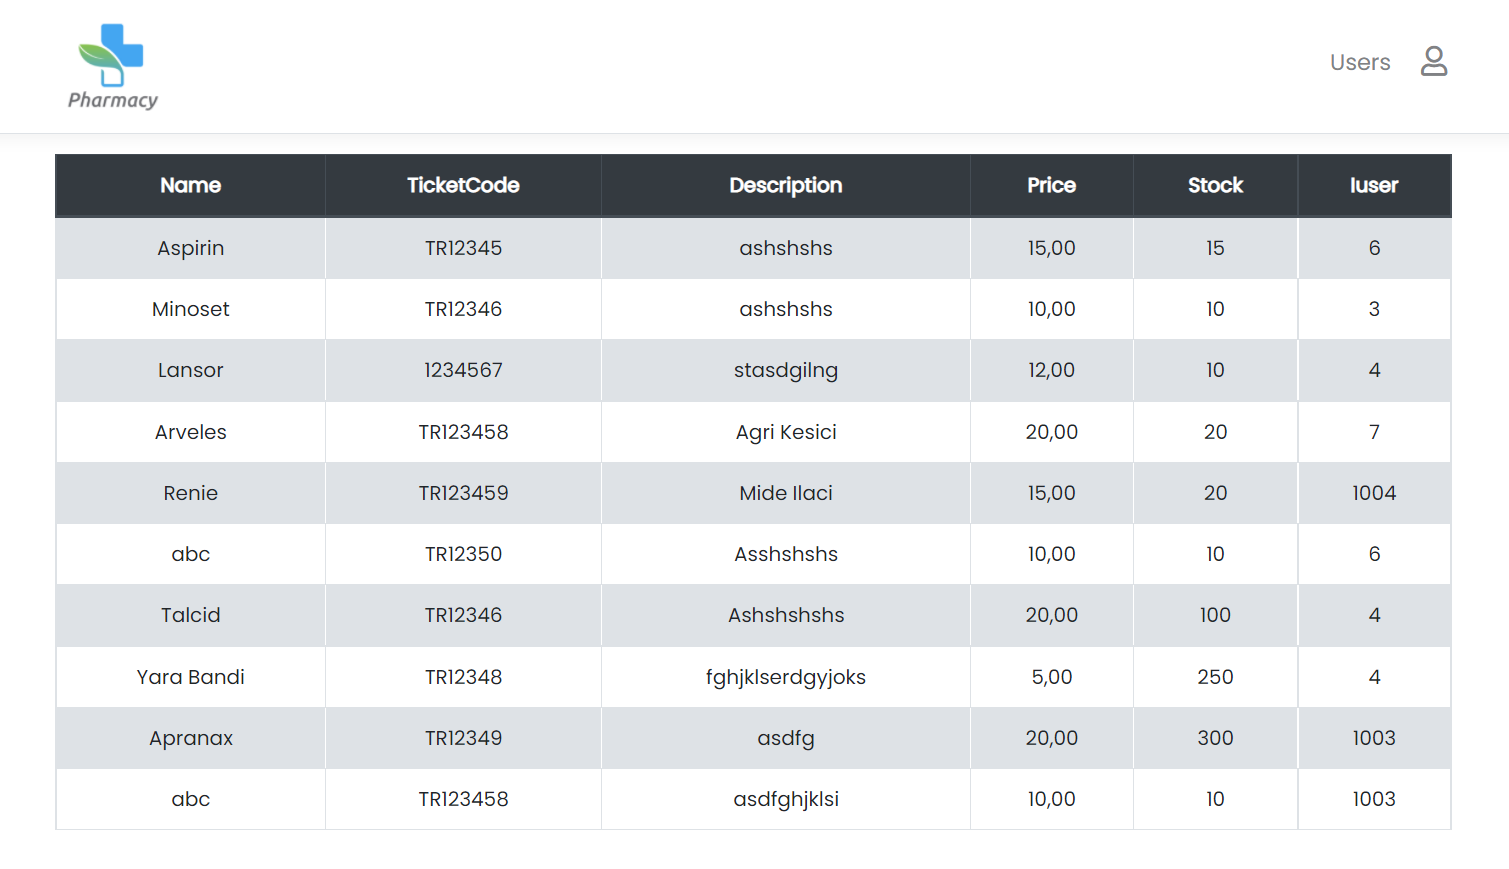 Pharmacy
Users
Name TicketCode Description Price Stock Iuser
Aspirin TR12345 ashshshs 15,00 15 6
Minoset TR12346 ashshshs 10,00 10 3
Lansor 1234567 stasdgilng 12,00 10 4
Arveles TR123458 Agri Kesici 20,00 20 7
Renie TR123459 Mide Ilaci 15,00 20 1004
abc TR12350 Asshshshs 10,00 10 6
Talcid TR12346 Ashshshshs 20,00 100 4
Yara Bandi TR12348 fghjklserdgyjoks 5,00 250 4
Apranax TR12349 asdfg 20,00 300 1003
abc TR123458 asdfghjklsi 10,00 10 1003